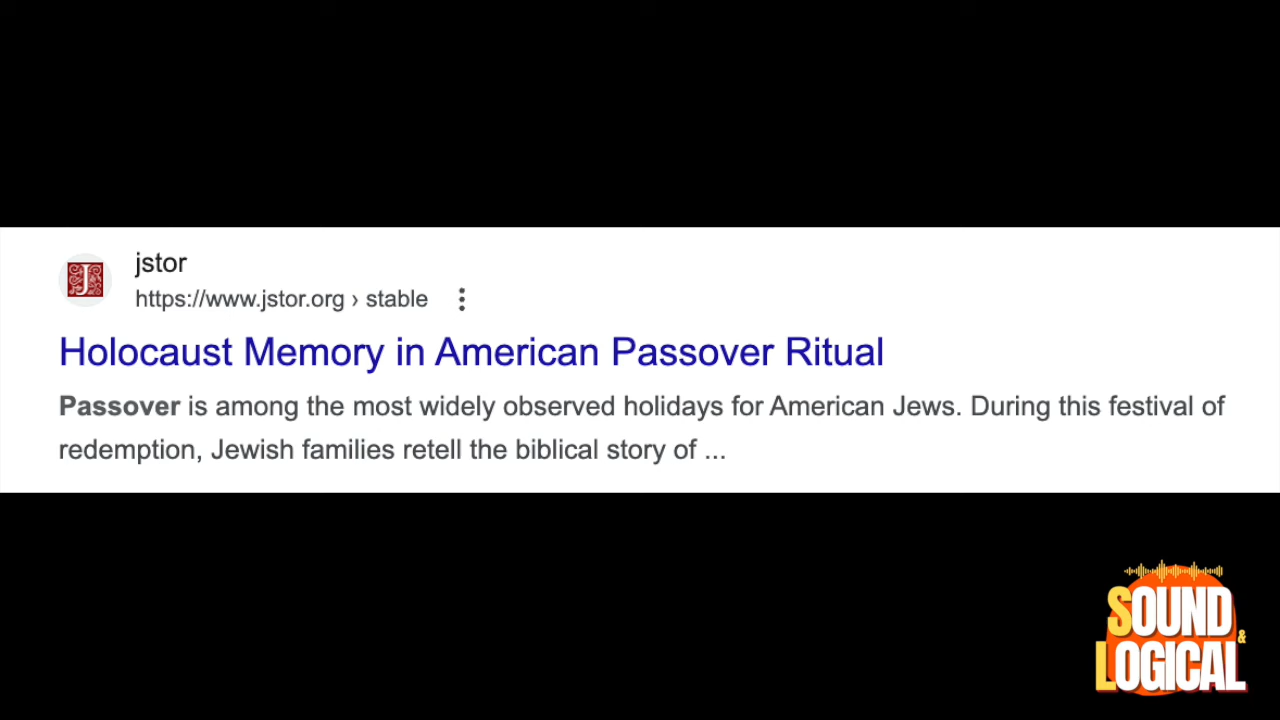 jstor
https://www.jstor.org › stable
Holocaust Memory in American Passover Ritual
Passover is among the most widely observed holidays for American Jews. During this festival of
redemption, Jewish families retell the biblical story of ...
SOUND
&
LOGICAL